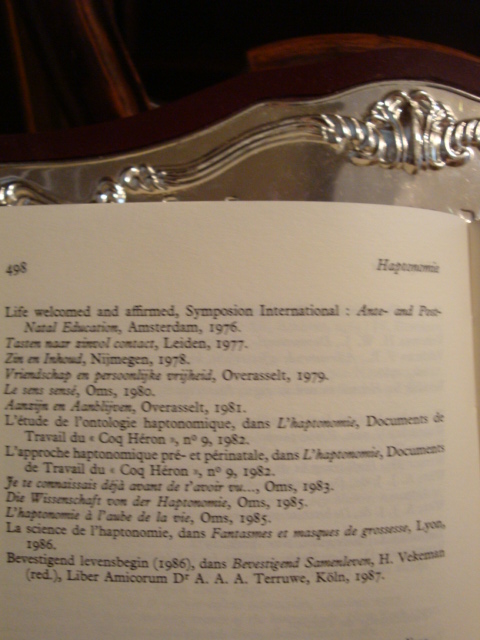 498 Haptonomie
Life welcomed and affirmed, Symposion International : Ante- and Post-
Natal Education, Amsterdam, 1976.
Tasten naar zinvol contact, Leiden, 1977.
Zin en Inhoud, Nijmegen, 1978.
Vriendschap en persoonlijke vrijheid, Overasselt, 1979.
Le sens sensé, Oms, 1980.
Aanzijn en Aanblijven, Overasselt, 1981.
L'étude de l'ontologie haptonomique, dans L'haptonomie, Documents de
Travail du « Coq Héron », nº 9, 1982.
L'approche haptonomique pré- et périnatale, dans L'haptonomie, Documents
de Travail du « Coq Héron », nº 9, 1982.
Je te connaissais déjà avant de t'avoir vu..., Oms, 1983.
Die Wissenschaft von der Haptonomie, Oms, 1985.
L'haptonomie à l'aube de la vie, Oms, 1985.
La science de l'haptonomie, dans Fantasmes et masques de grossesse, Lyon,
1986.
Bevestigend levensbegin (1986), dans Bevestigend Samenleven, H. Vekeman
(red.), Liber Amicorum Dr A. A. A. Terruwe, Köln, 1987.